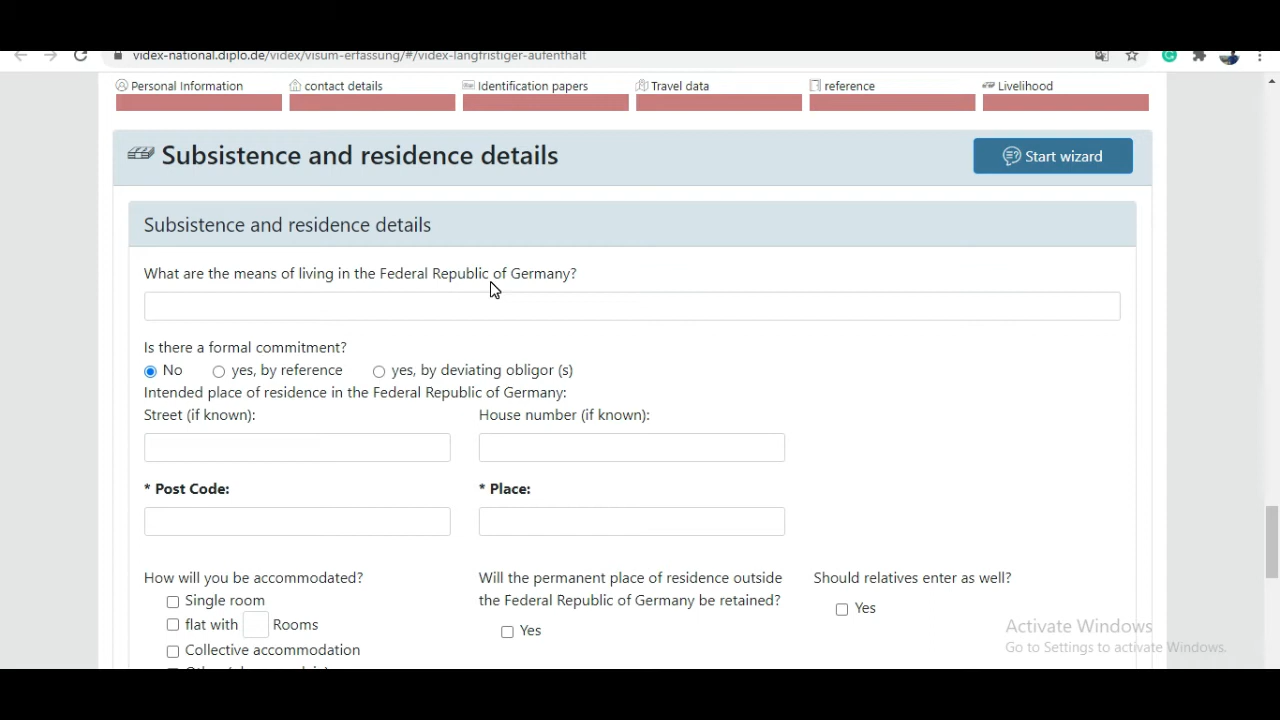 videx-national.diplo.de/videx/visum-erfassung/#/videx-langfristiger-aufenthalt
Personal Information
contact details
Identification papers
Travel data
reference
Livelihood
Subsistence and residence details
Start wizard
Subsistence and residence details
What are the means of living in the Federal Republic of Germany?
Is there a formal commitment?
No yes, by reference yes, by deviating obligor (s)
Intended place of residence in the Federal Republic of Germany:
Street (if known): House number (if known):
* Post Code: * Place:
How will you be accommodated?
Single room
flat with Rooms
Collective accommodation
Will the permanent place of residence outside
the Federal Republic of Germany be retained?
Yes
Should relatives enter as well?
Yes
Activate Windows
Go to Settings to activate Windows.